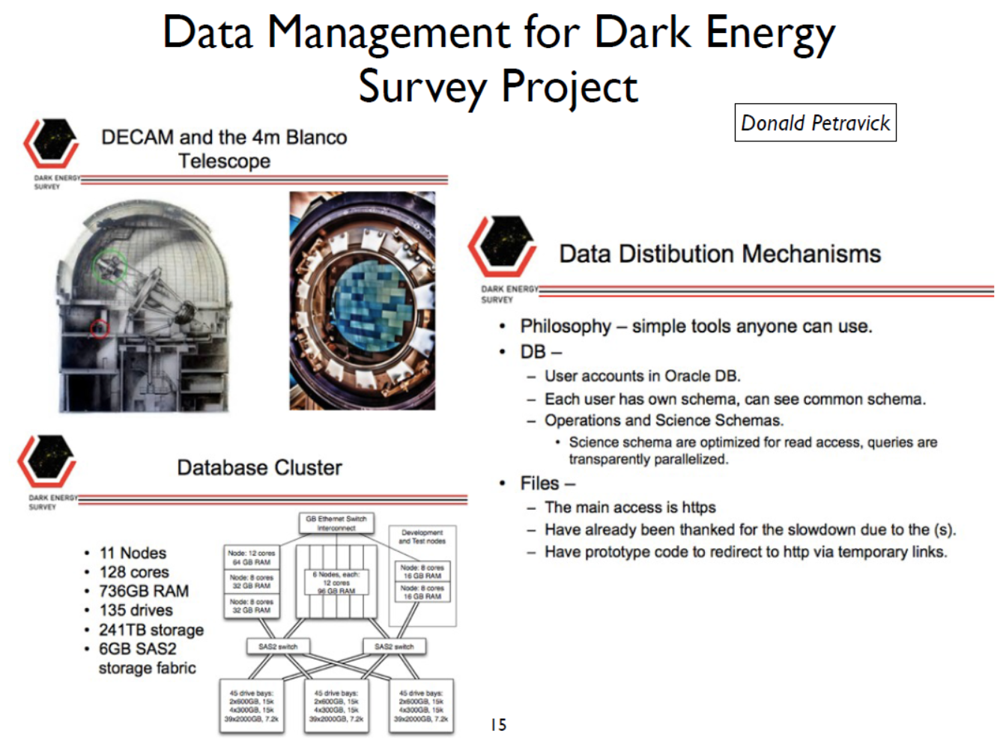 Data Management for Dark Energy
Survey Project
Donald Petravick
DECAM and the 4m Blanco
Telescope
DARK ENERGY
SURVEY
Database Cluster
DARK ENERGY
SURVEY
• 11 Nodes
• 128 cores
• 736GB RAM
• 135 drives
• 241TB storage
• 6GB SAS2
storage fabric
GB Ethernet Switch
Interconnect
Development
and Test nodes
Node: 12 cores
64 GB RAM
Node: 8 cores
32 GB RAM
Node: 8 cores
32 GB RAM
6 Nodes, each:
12 cores
96 GB RAM
Node: 8 cores
16 GB RAM
Node: 8 cores
16 GB RAM
SAS2 switch
SAS2 switch
45 drive bays:
2x600GB, 15k
4x300GB, 15k
39x2000GB, 7.2k
45 drive bays:
2x600GB, 15k
4x300GB, 15k
39x2000GB, 7.2k
45 drive bays:
2x600GB, 15k
4x300GB, 15k
39x2000GB, 7.2k
Data Distibution Mechanisms
DARK ENERGY
SURVEY
• Philosophy – simple tools anyone can use.
• DB –
– User accounts in Oracle DB.
– Each user has own schema, can see common schema.
– Operations and Science Schemas.
• Science schema are optimized for read access, queries are
transparently parallelized.
• Files –
– The main access is https
– Have already been thanked for the slowdown due to the (s).
– Have prototype code to redirect to http via temporary links.
15